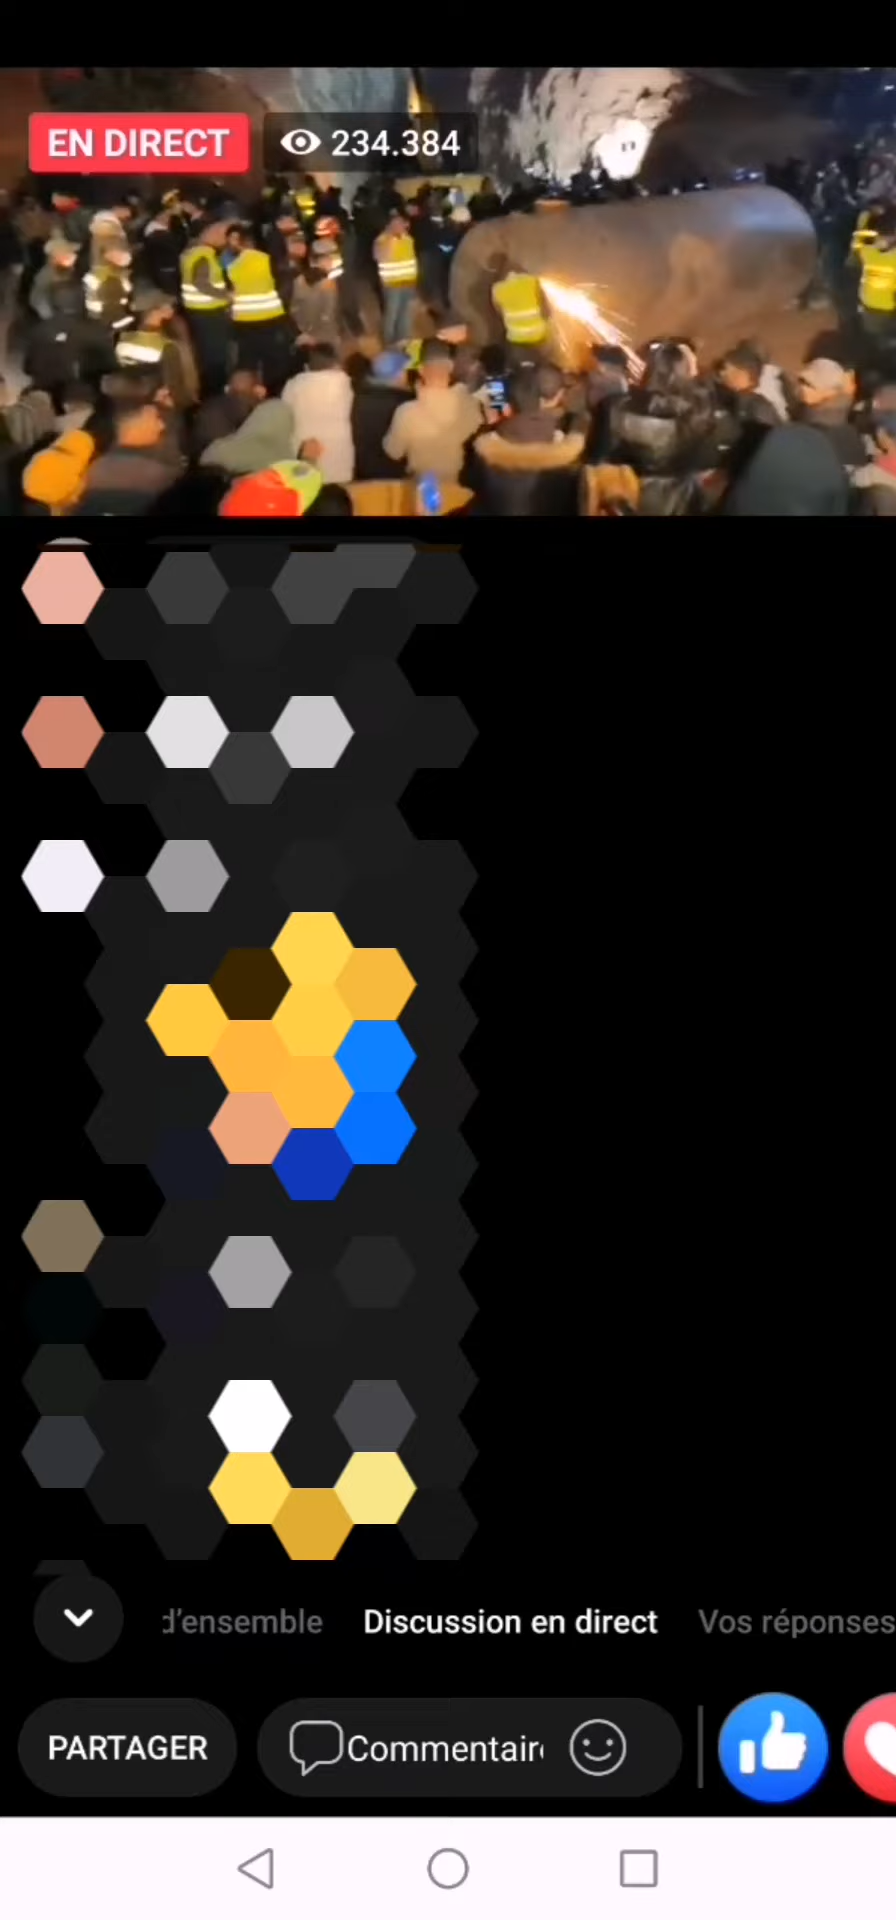 EN DIRECT
234.384
d'ensemble Discussion en direct Vos réponses
PARTAGER Commentair